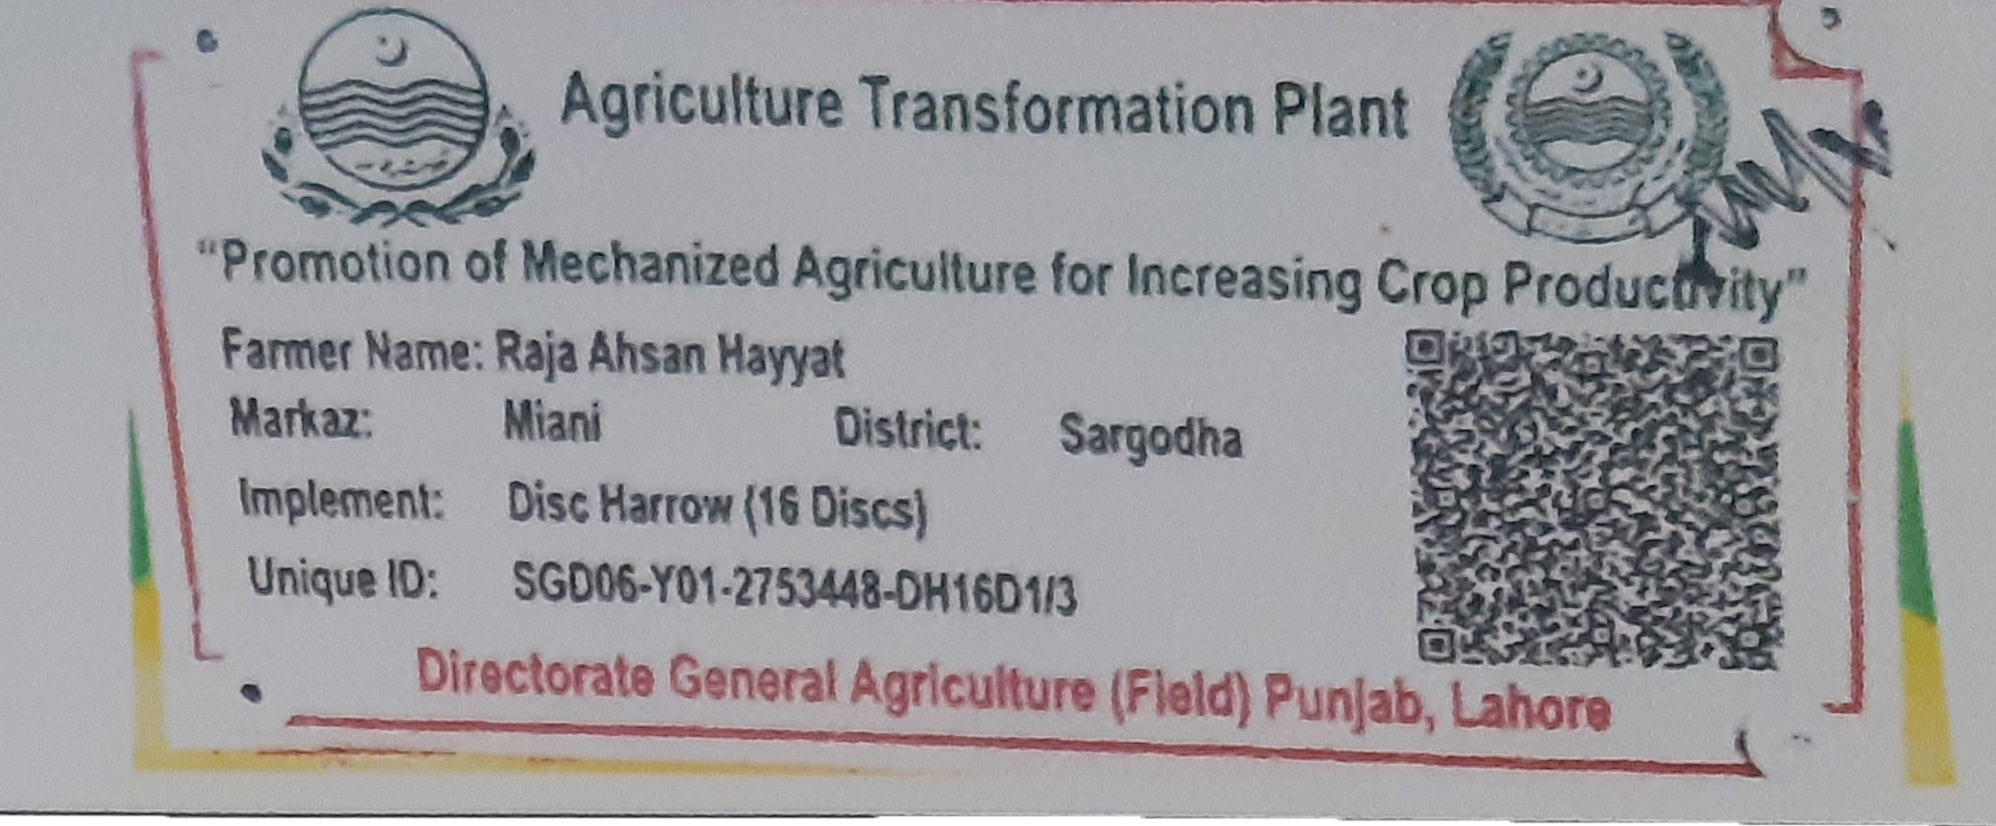 Agriculture Transformation Plant
"Promotion of Mechanized Agriculture for Increasing Crop Productivity"
Farmer Name: Raja Ahsan Hayyat
Markaz: Miani District: Sargodha
Implement: Disc Harrow (16 Discs)
Unique ID: SGD06-Y01-2753448-DH16D1/3
Directorate General Agriculture (Field) Punjab, Lahore